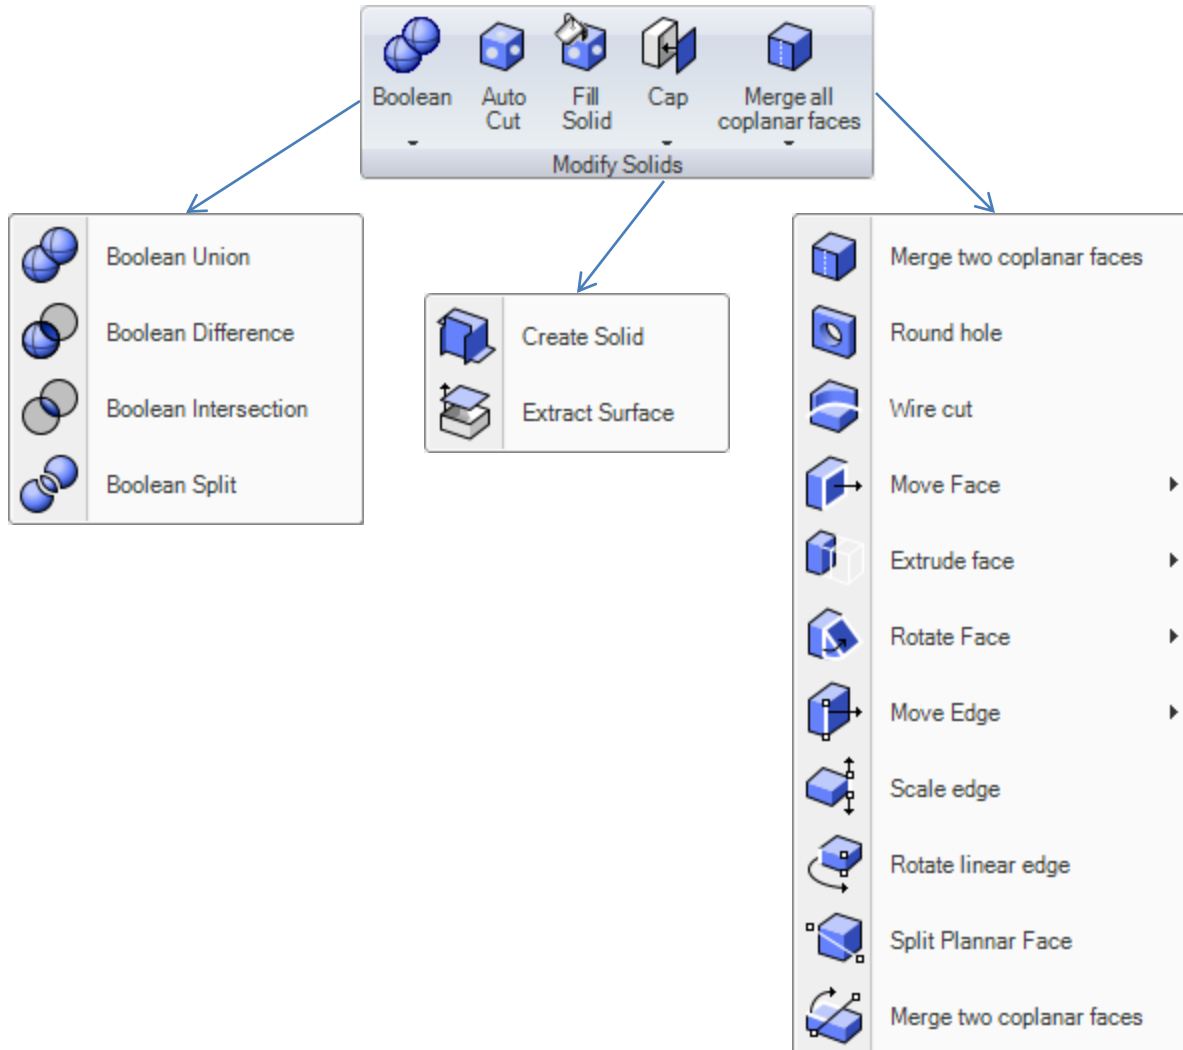 Boolean
Auto
Cut
Fill
Solid
Cap
Merge all
coplanar faces
Modify Solids
Boolean Union
Boolean Difference
Boolean Intersection
Boolean Split
Create Solid
Extract Surface
Merge two coplanar faces
Round hole
Wire cut
Move Face
Extrude face
Rotate Face
Move Edge
Scale edge
Rotate linear edge
Split Plannar Face
Merge two coplanar faces